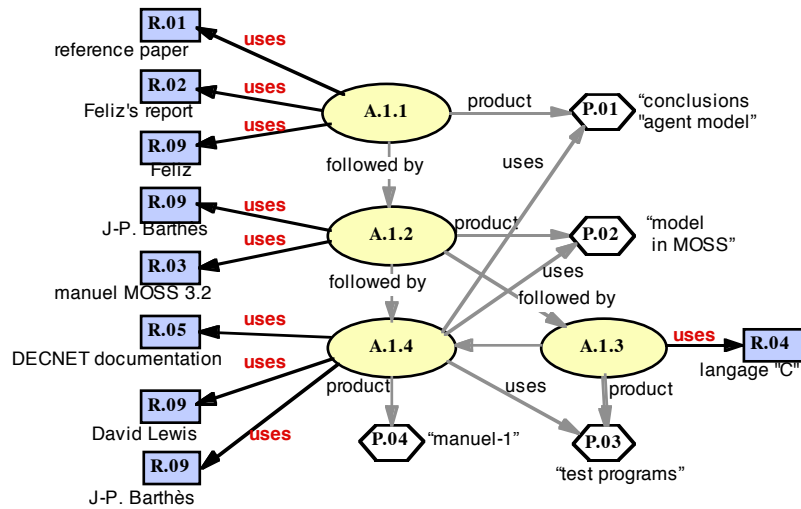 R.01
reference paper
uses
R.02
Feliz's report
uses
R.09
Feliz
uses
A.1.1
product
P.01
“conclusions
"agent model”
followed by
uses
R.09
J-P. Barthès
uses
R.03
manuel MOSS 3.2
uses
A.1.2
product
P.02
“model
in MOSS”
followed by
uses
followed by
R.05
DECNET documentation
uses
R.09
David Lewis
uses
R.09
J-P. Barthès
uses
A.1.4
A.1.3
uses
R.04
langage "C"
product
uses
product
P.04
“manuel-1”
P.03
“test programs”